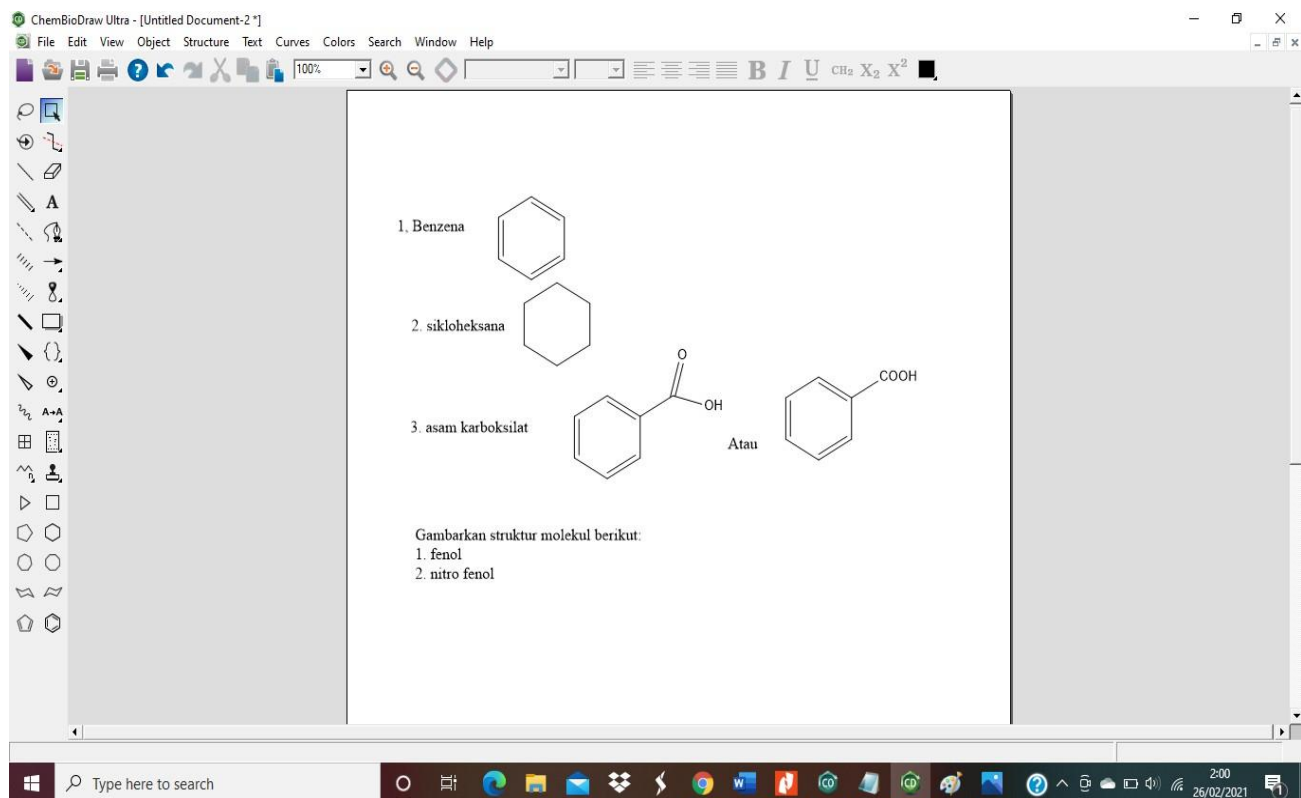 ChemBioDraw Ultra - [Untitled Document-2 *]
File Edit View Object Structure Text Curves Colors Search Window Help
100% B I U CH₂ X₂ X²
A
A→A
1, Benzena
2. sikloheksana
O
OH
COOH
3. asam karboksilat
Atau
Gambarkan struktur molekul berikut:
1. fenol
2. nitro fenol
Type here to search
2:00
26/02/2021